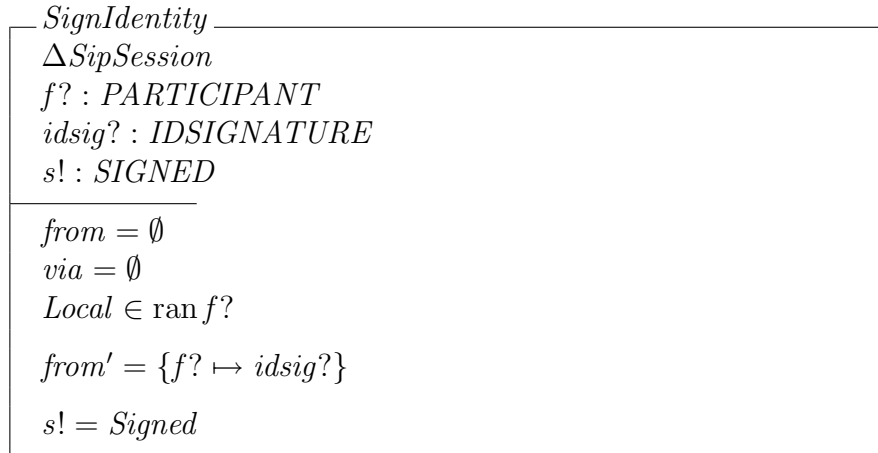 SignIdentity
ΔSipSession
f? : PARTICIPANT
idsig? : IDSIGNATURE
s! : SIGNED
from = ∅
via = ∅
Local ∈ ran f?
from′ = {f? ↦ idsig?}
s! = Signed